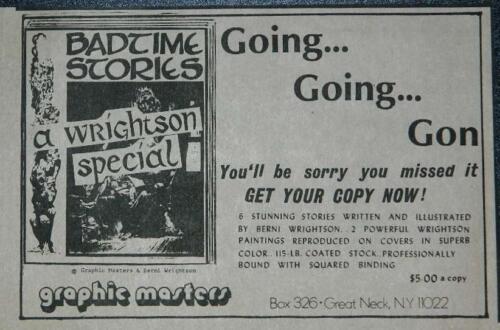 BADTIME
STORIES
a wrightson
special
© Graphic Masters & Berni Wrightson
graphic masters
Going...
Going...
Gon
You'll be sorry you missed it
GET YOUR COPY NOW!
6 STUNNING STORIES WRITTEN AND ILLUSTRATED
BY BERNI WRIGHTSON. 2 POWERFUL WRIGHTSON
PAINTINGS REPRODUCED ON COVERS IN SUPERB
COLOR. 115-LB. COATED STOCK. PROFESSIONALLY
BOUND WITH SQUARED BINDING
$5.00 a copy
Box 326·Great Neck, N.Y. 11022